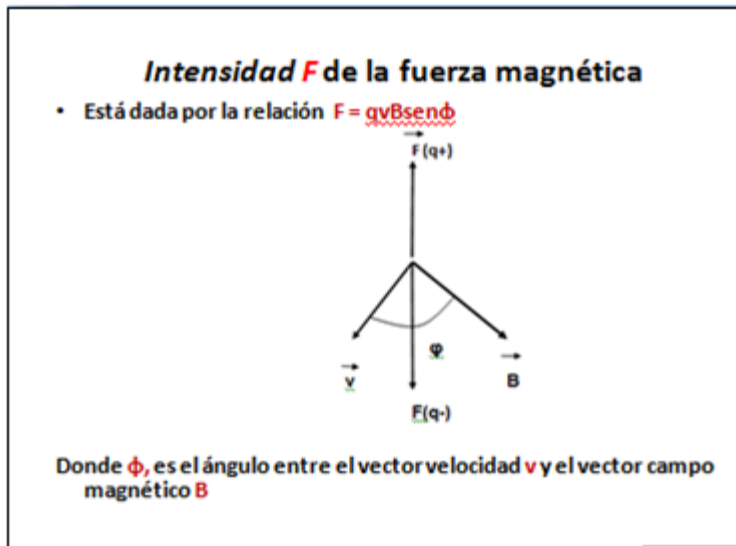 Intensidad F de la fuerza magnética
• Está dada por la relación F = qvBsenφ
F (q+)
φ
v
B
F(q-)
Donde φ, es el ángulo entre el vector velocidad v y el vector campo
magnético B